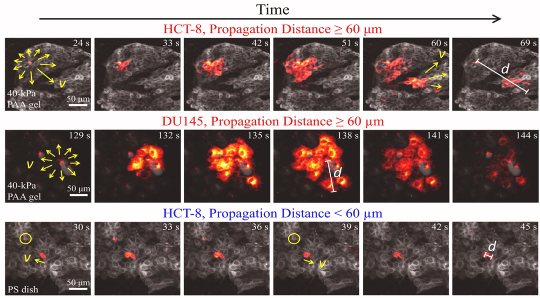 Time
HCT-8, Propagation Distance ≥ 60 µm
24 s 33 s 42 s 51 s 60 s 69 s
v
v
d
40-kPa
PAA gel
50 µm
DU145, Propagation Distance ≥ 60 µm
129 s 132 s 135 s 138 s 141 s 144 s
v
d
40-kPa
PAA gel
50 µm
HCT-8, Propagation Distance < 60 µm
30 s 33 s 36 s 39 s 42 s 45 s
v
v
d
PS dish
50 µm